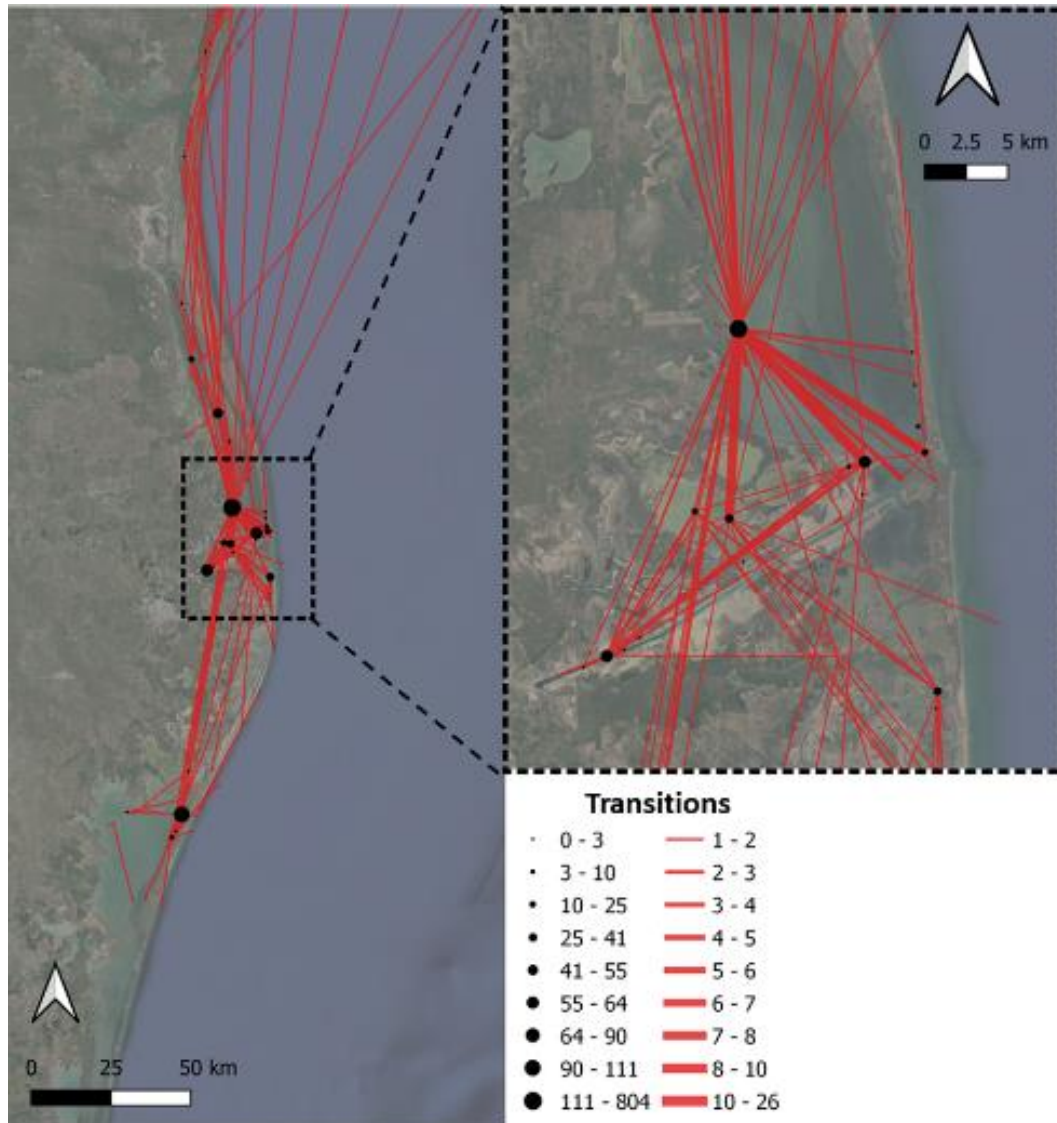 0 2.5 5 km
Transitions
0 - 3 1 - 2
3 - 10 2 - 3
10 - 25 3 - 4
25 - 41 4 - 5
41 - 55 5 - 6
55 - 64 6 - 7
64 - 90 7 - 8
90 - 111 8 - 10
111 - 804 10 - 26
0 25 50 km